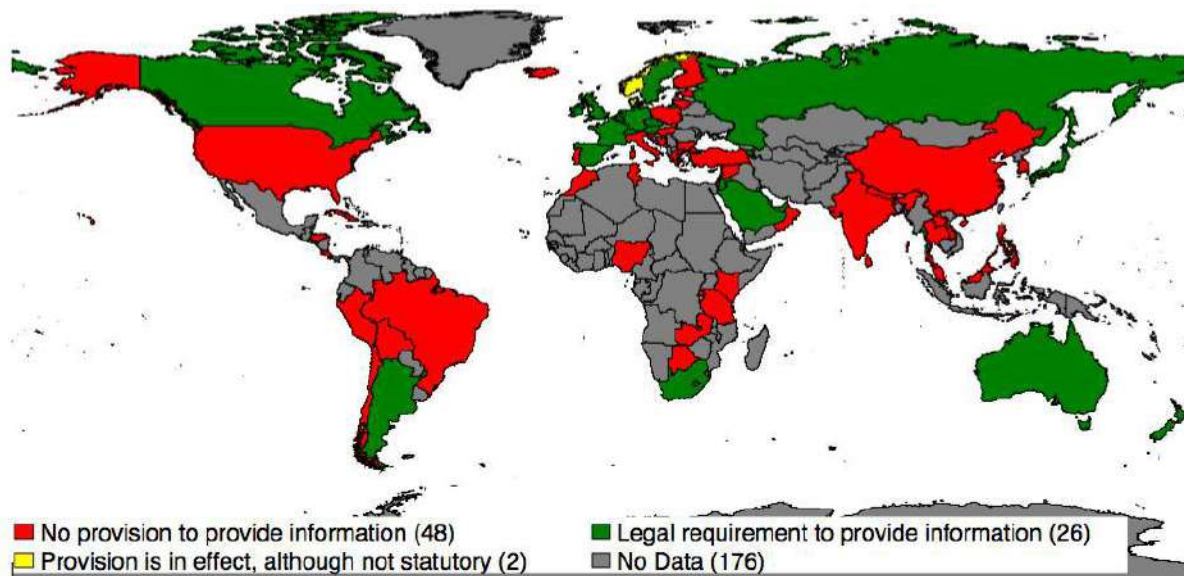 No provision to provide information (48)
Legal requirement to provide information (26)
Provision is in effect, although not statutory (2)
No Data (176)